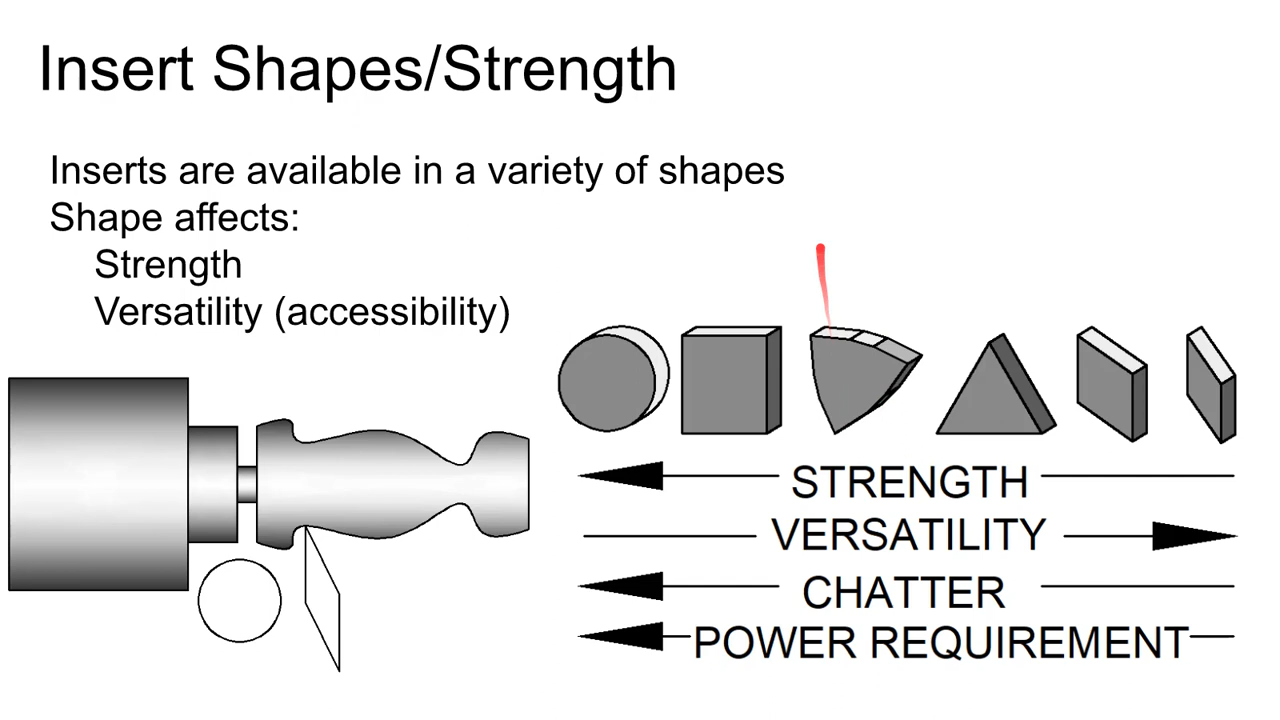 Insert Shapes/Strength
Inserts are available in a variety of shapes
Shape affects:
Strength
Versatility (accessibility)
STRENGTH
VERSATILITY
CHATTER
POWER REQUIREMENT